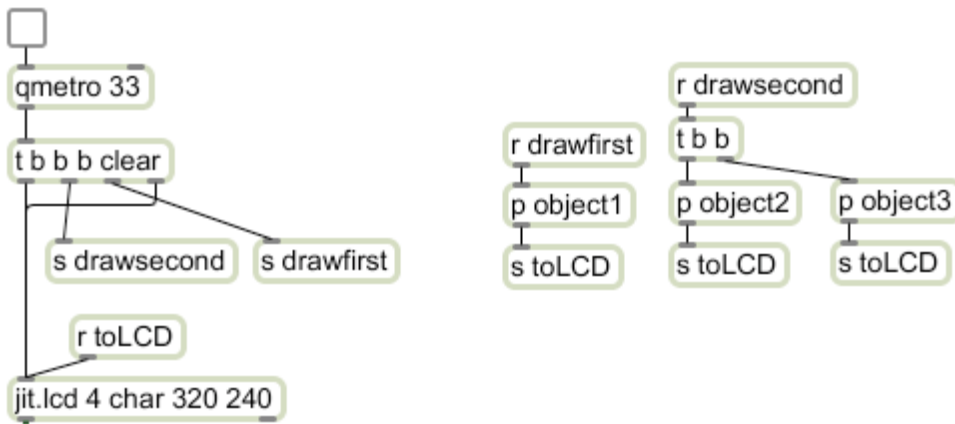 qmetro 33
t b b b clear
s drawsecond
s drawfirst
r toLCD
jit.lcd 4 char 320 240
r drawfirst
p object1
s toLCD
r drawsecond
t b b
p object2
s toLCD
p object3
s toLCD